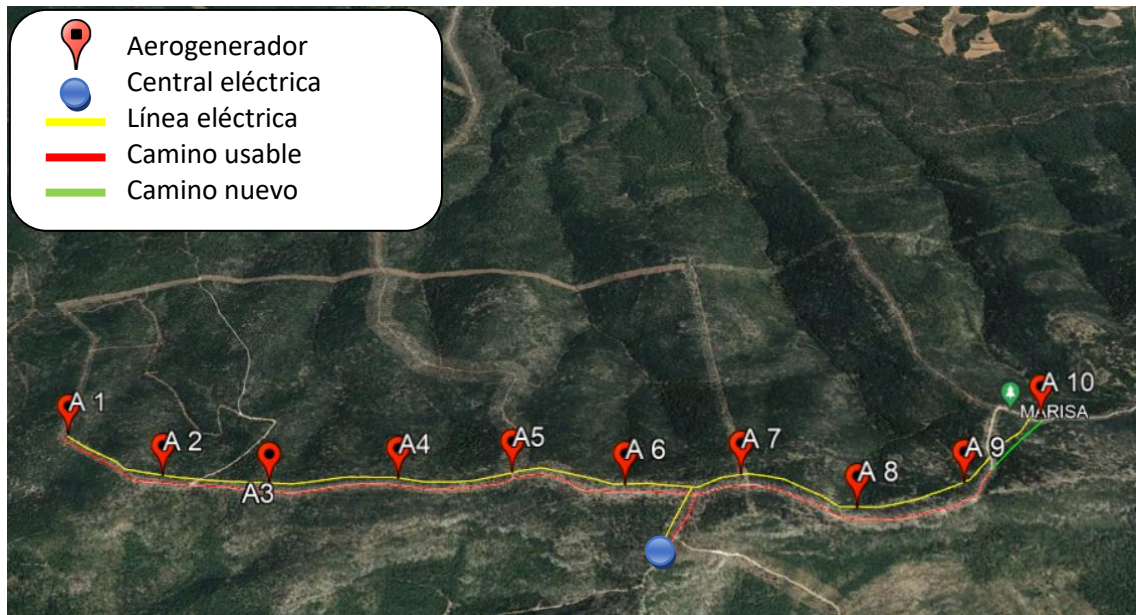 Aerogenerador
Central eléctrica
Línea eléctrica
Camino usable
Camino nuevo
A 1
A 2
A3
A4
A5
A 6
A 7
A 8
A 9
A 10
MARISA